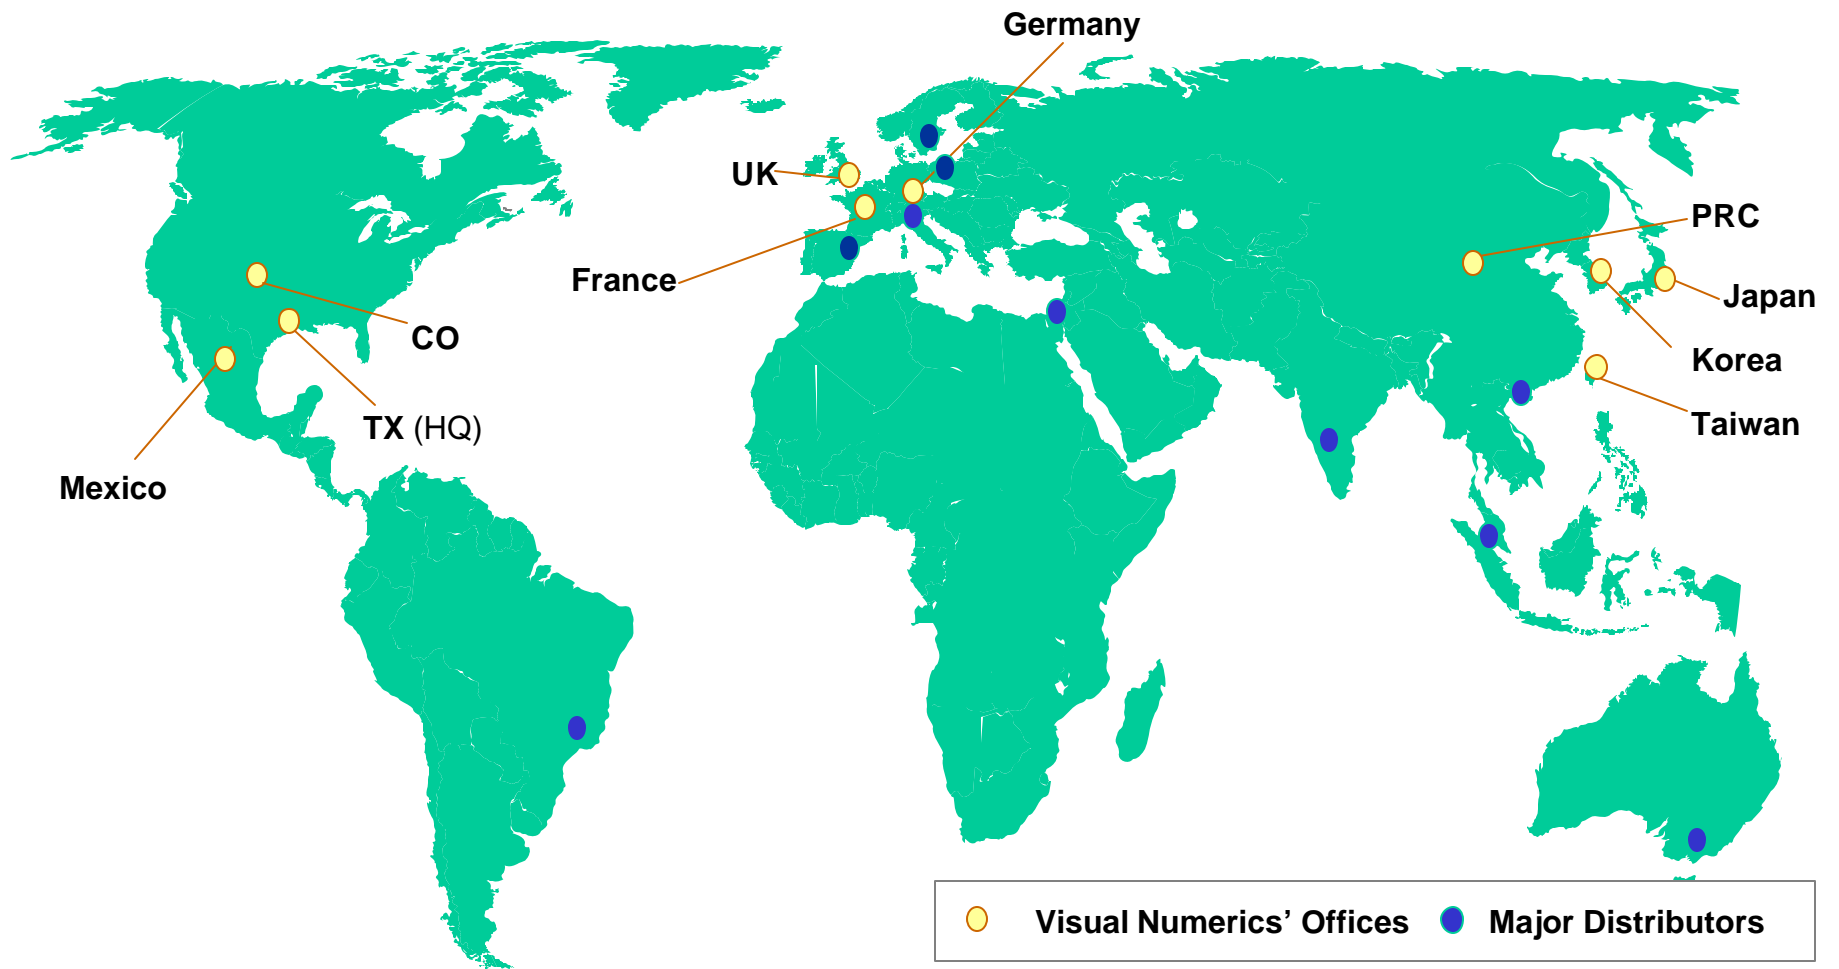 Germany
UK
PRC
France
Japan
CO
Korea
TX (HQ)
Taiwan
Mexico
Visual Numerics’ Offices
Major Distributors